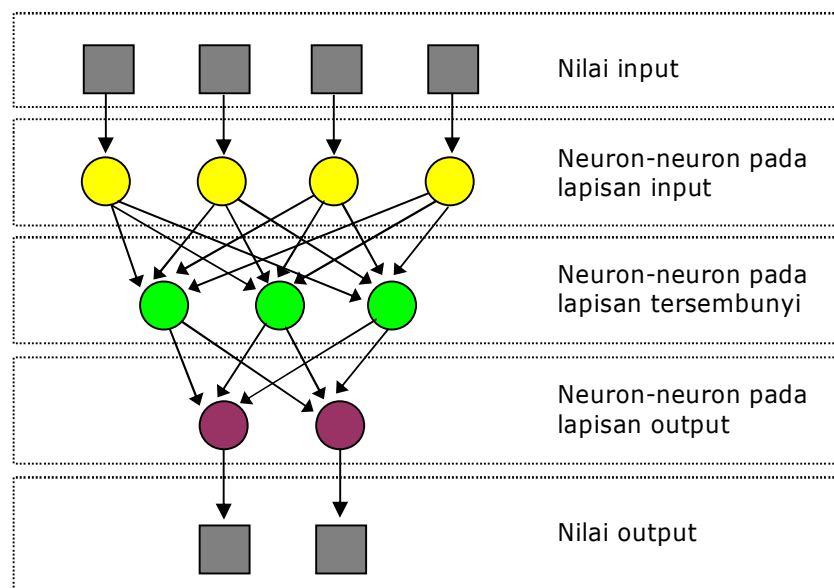 Nilai input
Neuron-neuron pada
lapisan input
Neuron-neuron pada
lapisan tersembunyi
Neuron-neuron pada
lapisan output
Nilai output